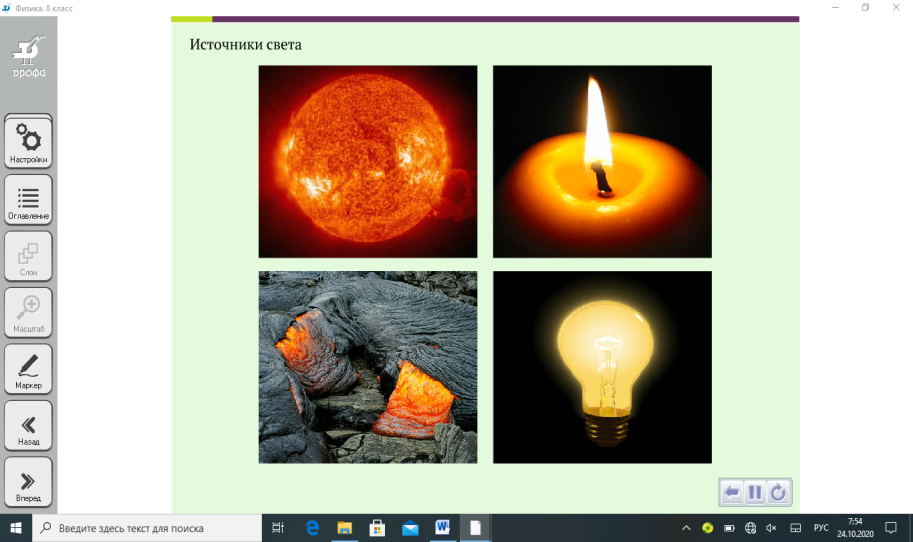 Физика. 8 класс
дрофа
Источники света
Настройки
Оглавление
Слои
Масштаб
Маркер
Назад
Вперед
Введите здесь текст для поиска
РУС
7:54
24.10.2020